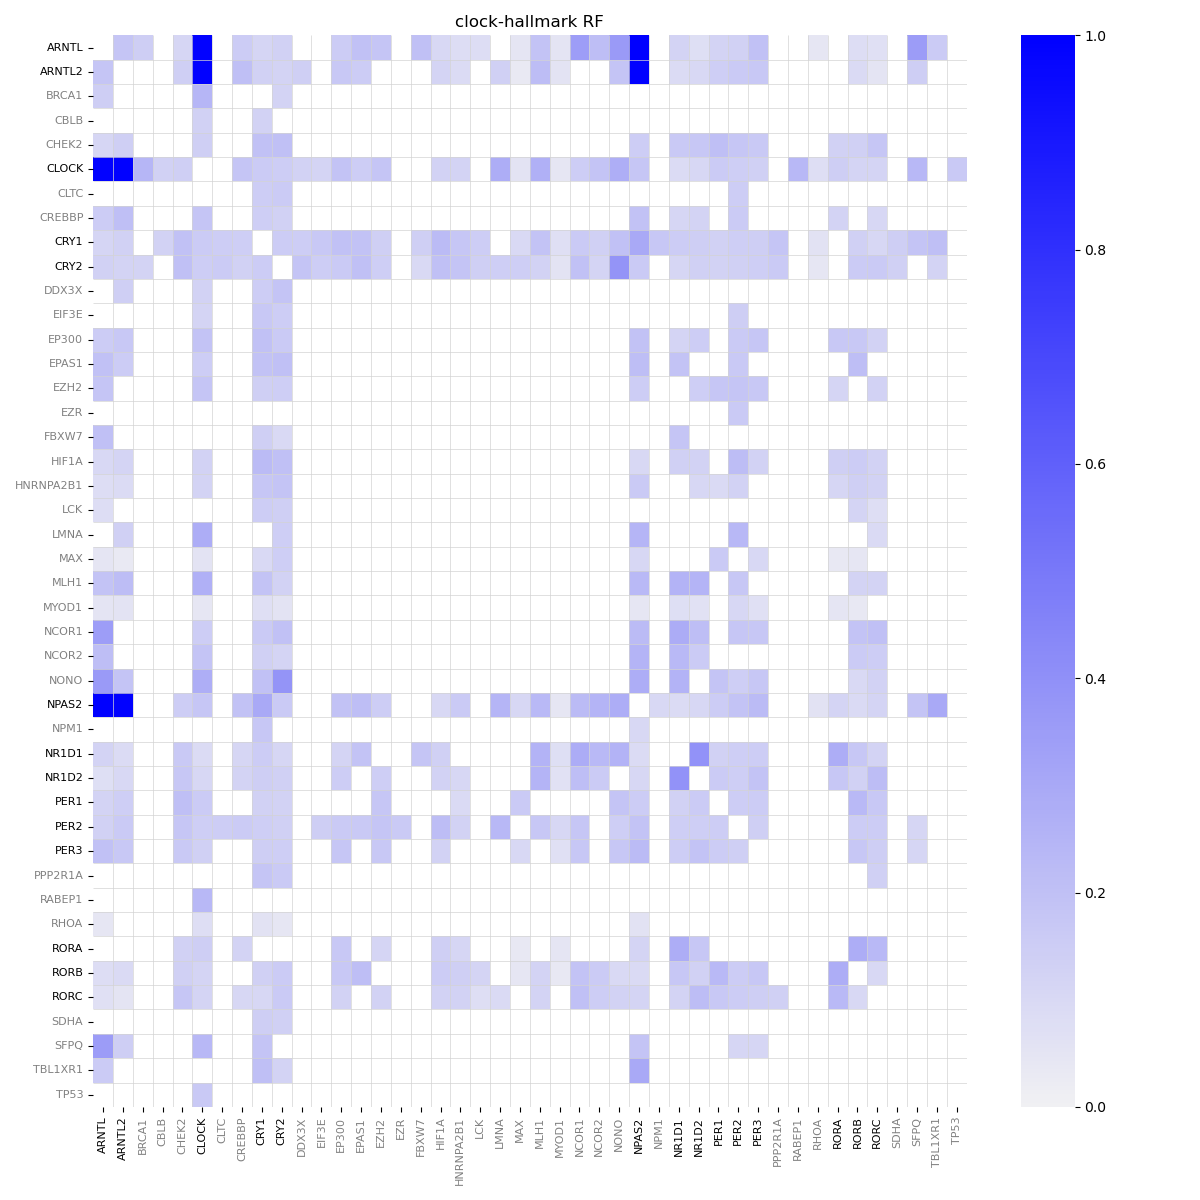 clock-hallmark RF
ARNTL
ARNTL2
BRCA1
CBLB
CHEK2
CLOCK
CLTC
CREBBP
CRY1
CRY2
DDX3X
EIF3E
EP300
EPAS1
EZH2
EZR
FBXW7
HIF1A
HNRNPA2B1
LCK
LMNA
MAX
MLH1
MYOD1
NCOR1
NCOR2
NONO
NPAS2
NPM1
NR1D1
NR1D2
PER1
PER2
PER3
PPP2R1A
RABEP1
RHOA
RORA
RORB
RORC
SDHA
SFPQ
TBL1XR1
TP53
ARNTL
ARNTL2
BRCA1
CBLB
CHEK2
CLOCK
CLTC
CREBBP
CRY1
CRY2
DDX3X
EIF3E
EP300
EPAS1
EZH2
EZR
FBXW7
HIF1A
HNRNPA2B1
LCK
LMNA
MAX
MLH1
MYOD1
NCOR1
NCOR2
NONO
NPAS2
NPM1
NR1D1
NR1D2
PER1
PER2
PER3
PPP2R1A
RABEP1
RHOA
RORA
RORB
RORC
SDHA
SFPQ
TBL1XR1
TP53
1.0
0.8
0.6
0.4
0.2
0.0